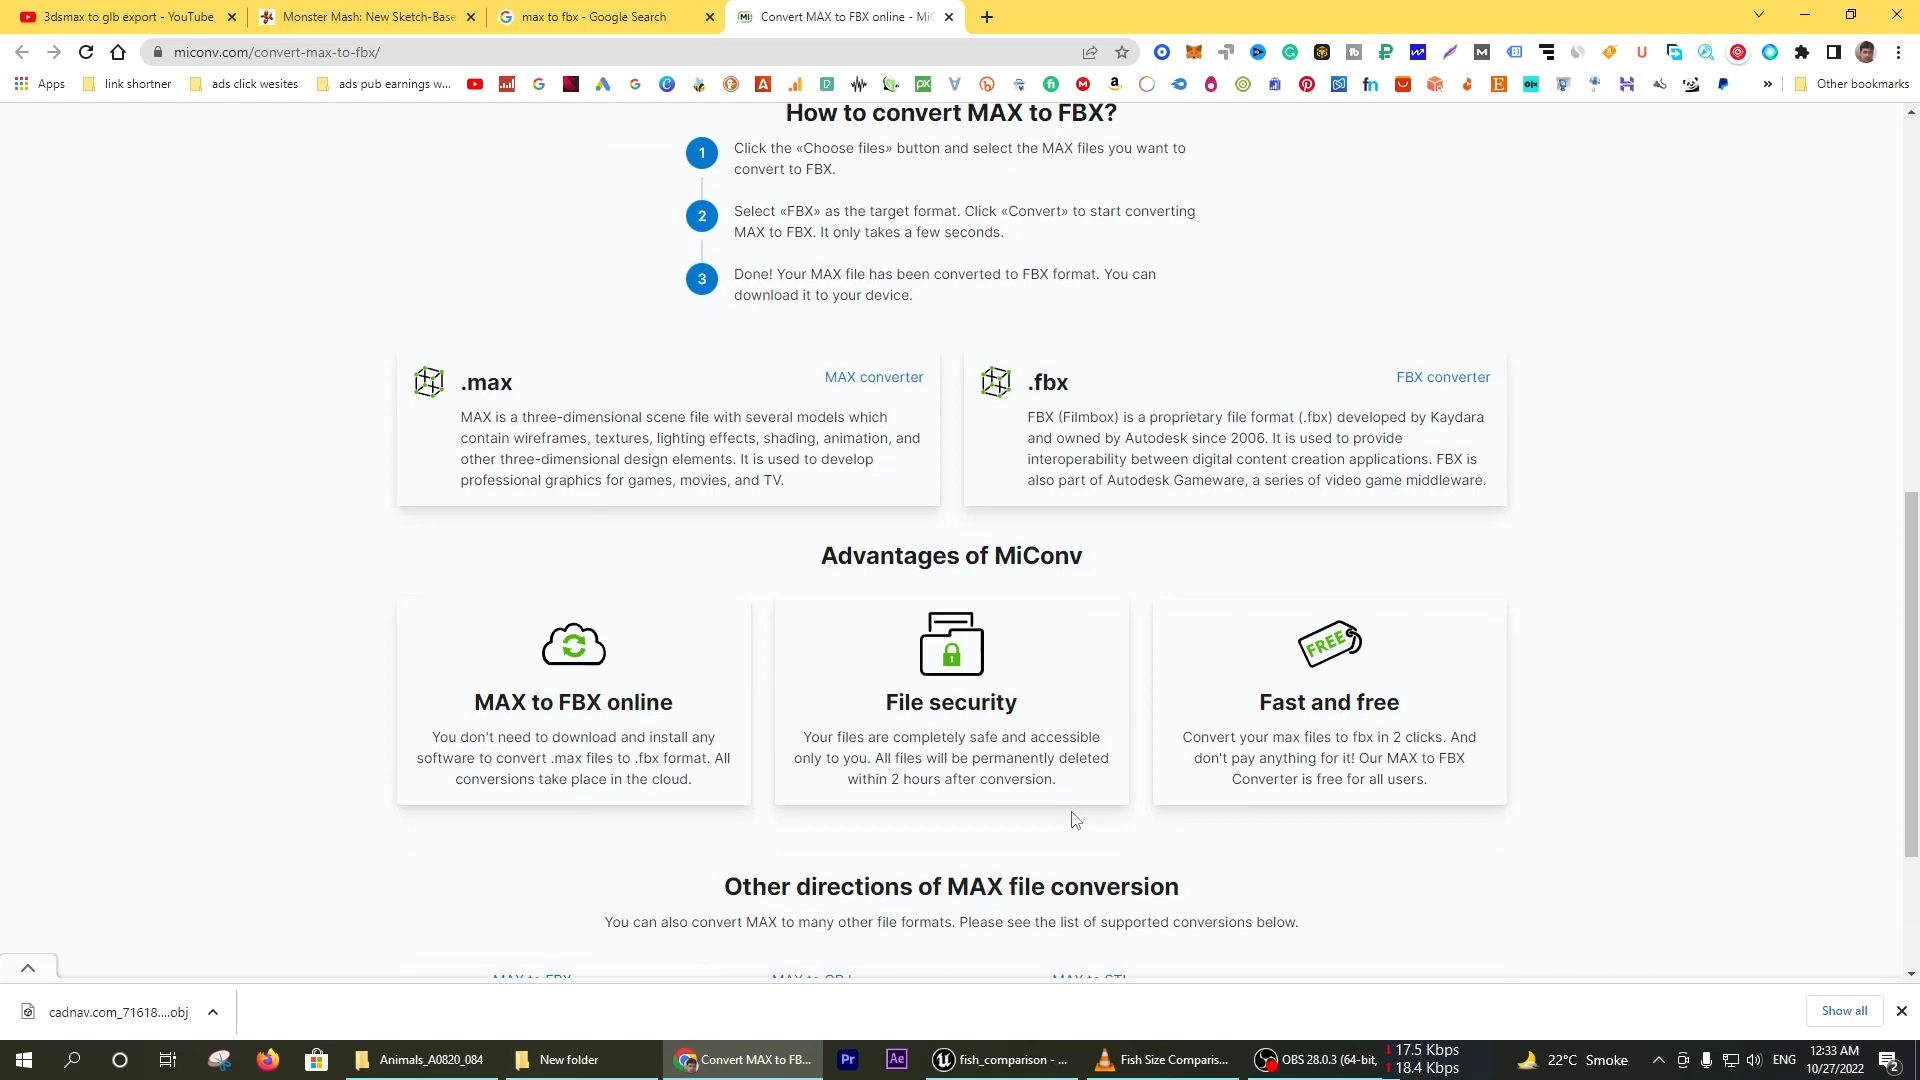 3dsmax to glb export - YouTube
Monster Mash: New Sketch-Base
max to fbx - Google Search
Convert MAX to FBX online - MiC
miconv.com/convert-max-to-fbx/
Apps
link shortner
ads click wesites
ads pub earnings w...
Other bookmarks
How to convert MAX to FBX?
1
Click the «Choose files» button and select the MAX files you want to
convert to FBX.
2
Select «FBX» as the target format. Click «Convert» to start converting
MAX to FBX. It only takes a few seconds.
3
Done! Your MAX file has been converted to FBX format. You can
download it to your device.
.max
MAX converter
MAX is a three-dimensional scene file with several models which
contain wireframes, textures, lighting effects, shading, animation, and
other three-dimensional design elements. It is used to develop
professional graphics for games, movies, and TV.
.fbx
FBX converter
FBX (Filmbox) is a proprietary file format (.fbx) developed by Kaydara
and owned by Autodesk since 2006. It is used to provide
interoperability between digital content creation applications. FBX is
also part of Autodesk Gameware, a series of video game middleware.
Advantages of MiConv
MAX to FBX online
You don't need to download and install any
software to convert .max files to .fbx format. All
conversions take place in the cloud.
File security
Your files are completely safe and accessible
only to you. All files will be permanently deleted
within 2 hours after conversion.
FREE
Fast and free
Convert your max files to fbx in 2 clicks. And
don't pay anything for it! Our MAX to FBX
Converter is free for all users.
Other directions of MAX file conversion
You can also convert MAX to many other file formats. Please see the list of supported conversions below.
MAX to FBX
MAX to OBJ
MAX to STL
cadnav.com_71618....obj
Show all
Animals_A0820_084
New folder
Convert MAX to FB...
Pr
Ae
fish_comparison - ...
Fish Size Comparis...
OBS 28.0.3 (64-bit,
17.5 Kbps
18.4 Kbps
22°C Smoke
ENG
12:33 AM
10/27/2022
2